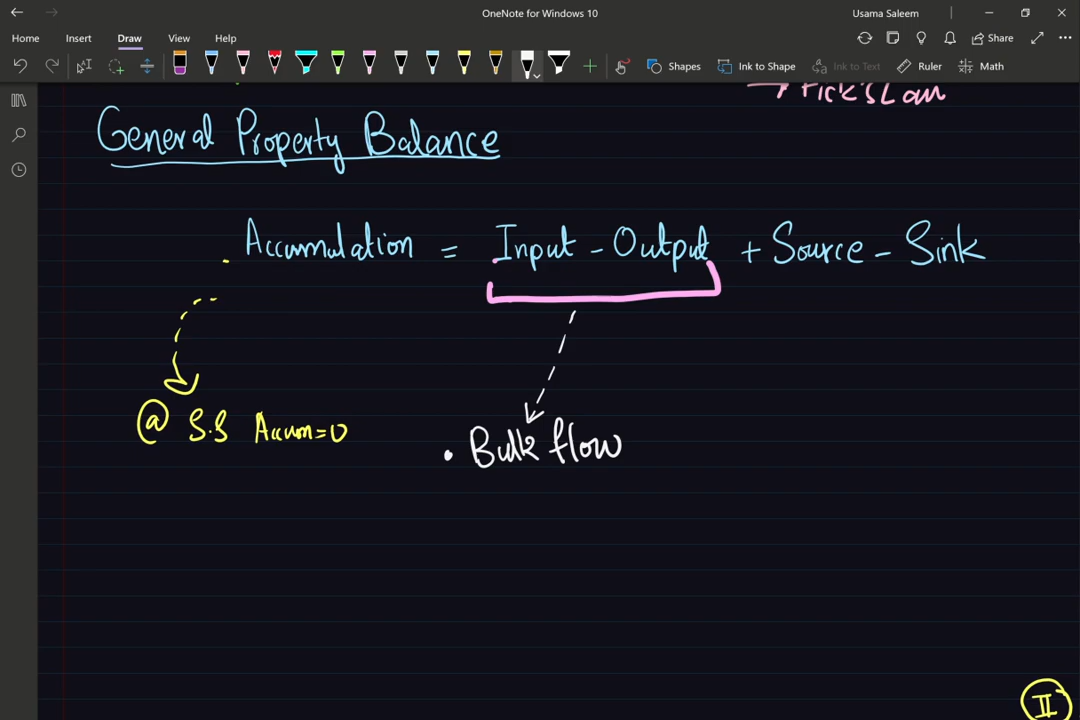 OneNote for Windows 10
Usama Saleem
Home Insert Draw View Help
Share
Shapes Ink to Shape Ink to Text Ruler Math
→ Fick's Law
General Property Balance
Accumulation = Input - Output + Source - Sink
@ S.S Accum=0
• Bulk flow
II